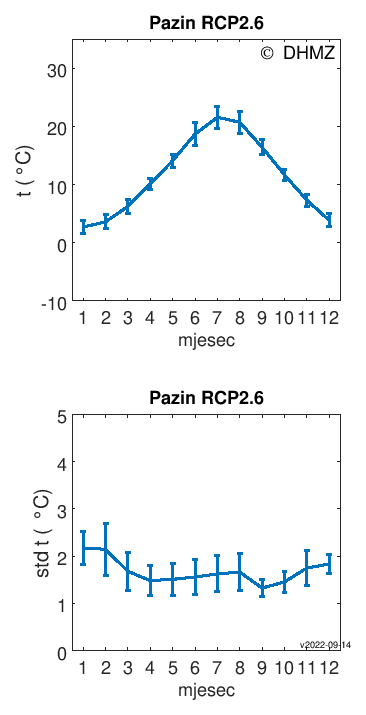 Pazin RCP2.6
© DHMZ
30
20
10
0
-10
t ( °C)
1 2 3 4 5 6 7 8 9 10 11 12
mjesec
Pazin RCP2.6
5
4
3
2
1
0
std t ( °C)
v2022-09-14
1 2 3 4 5 6 7 8 9 10 11 12
mjesec